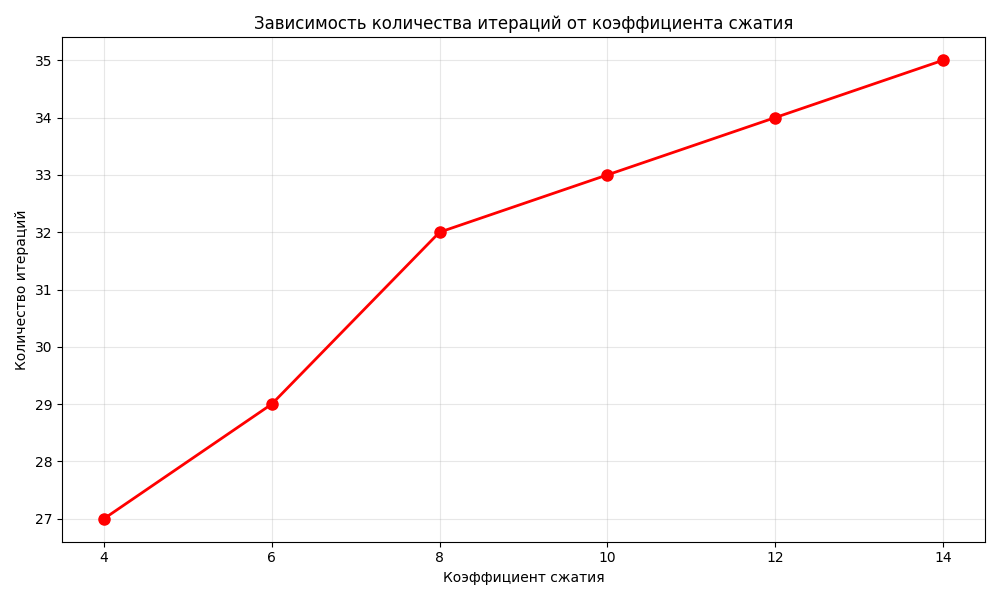 Зависимость количества итераций от коэффициента сжатия
Количество итераций
35
34
33
32
31
30
29
28
27
4 6 8 10 12 14
Коэффициент сжатия